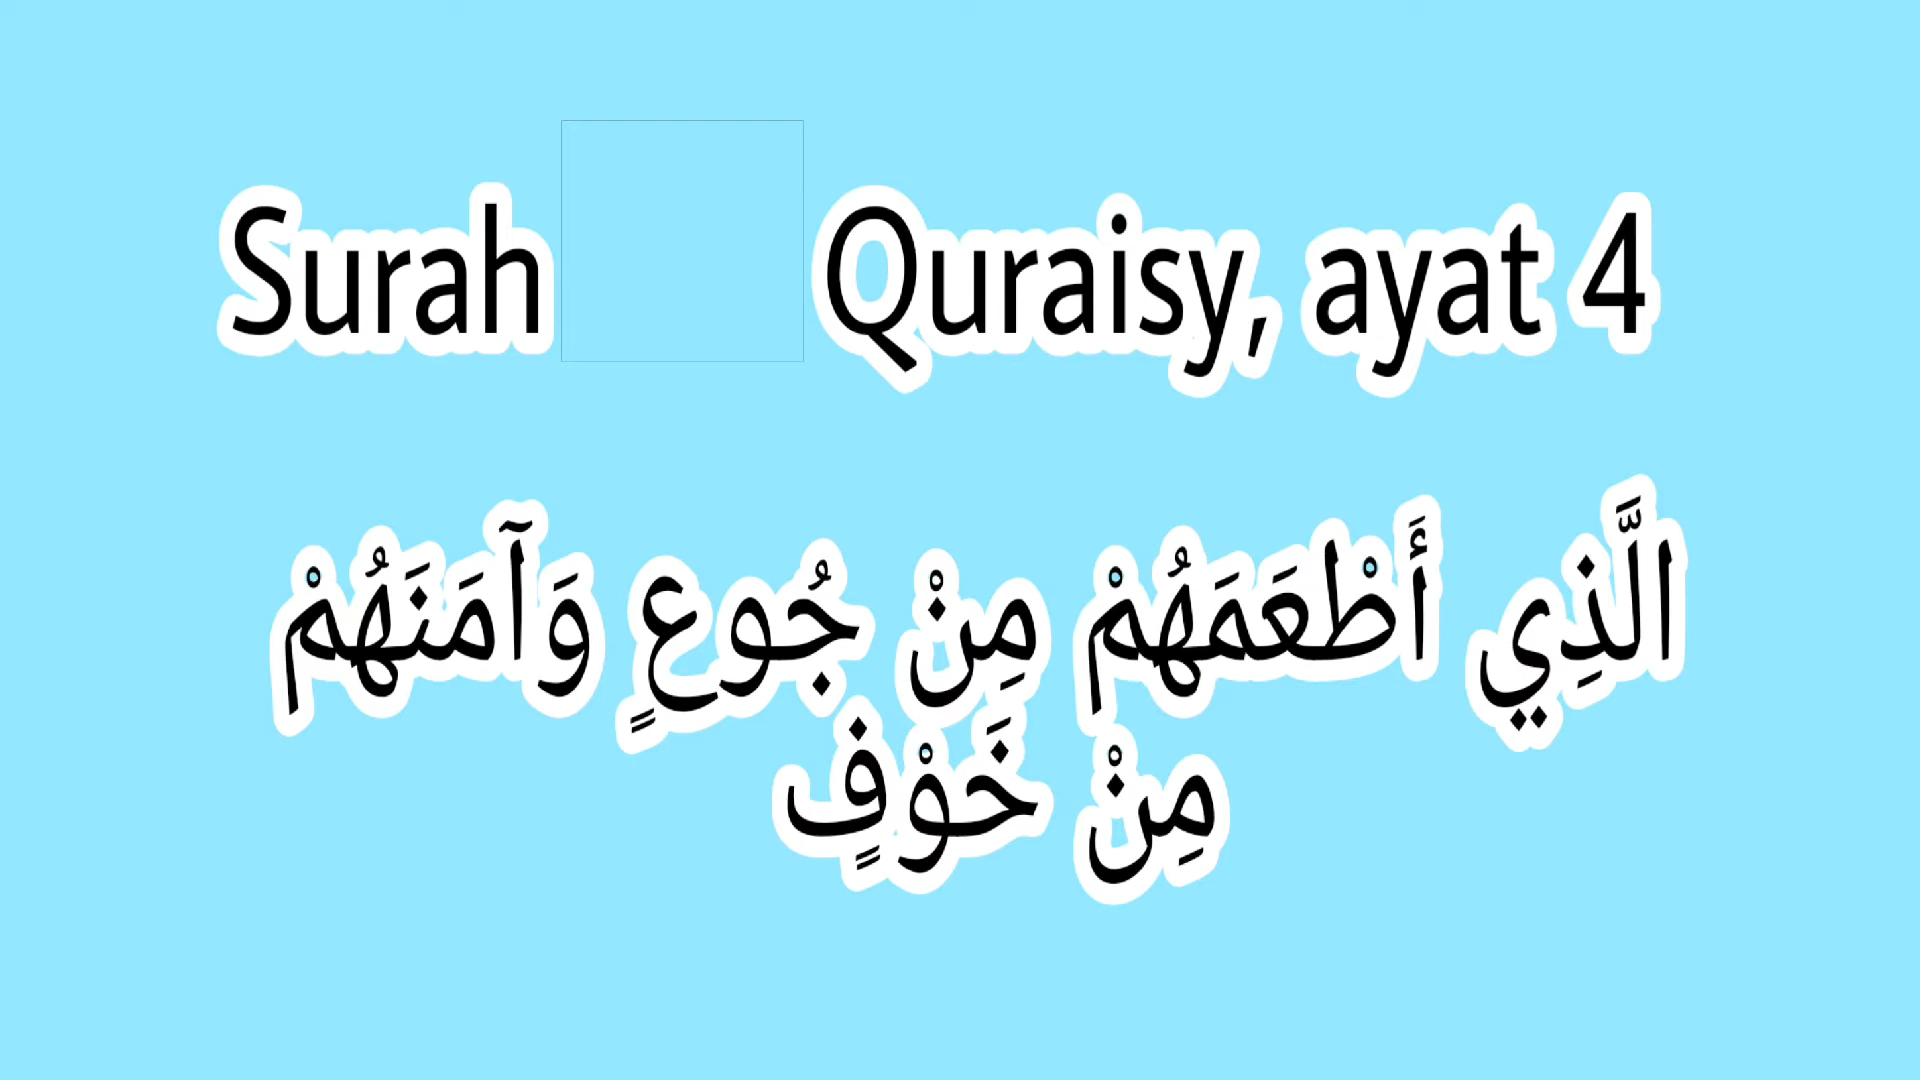 Surah Quraisy, ayat 4
الَّذِي أَطْعَمَهُمْ مِنْ جُوعٍ وَآمَنَهُمْ
مِنْ خَوْفٍ